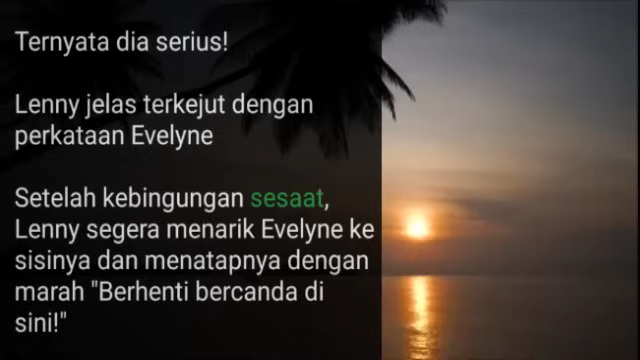 Ternyata dia serius!
Lenny jelas terkejut dengan
perkataan Evelyne
Setelah kebingungan sesaat,
Lenny segera menarik Evelyne ke
sisinya dan menatapnya dengan
marah "Berhenti bercanda di
sini!"